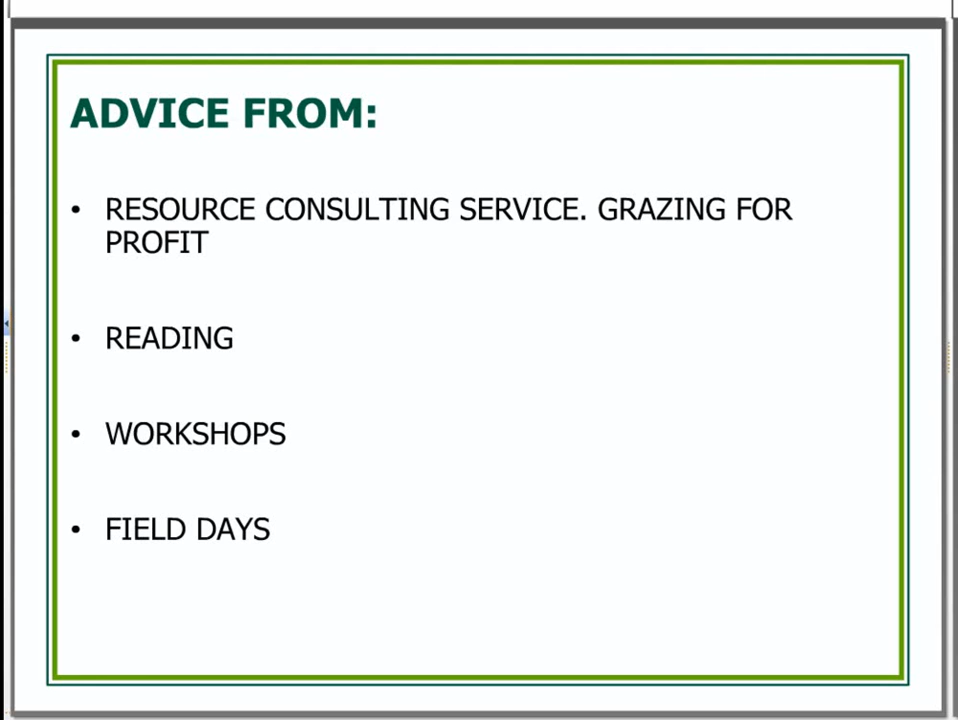 ADVICE FROM:
• RESOURCE CONSULTING SERVICE. GRAZING FOR
PROFIT
• READING
• WORKSHOPS
• FIELD DAYS